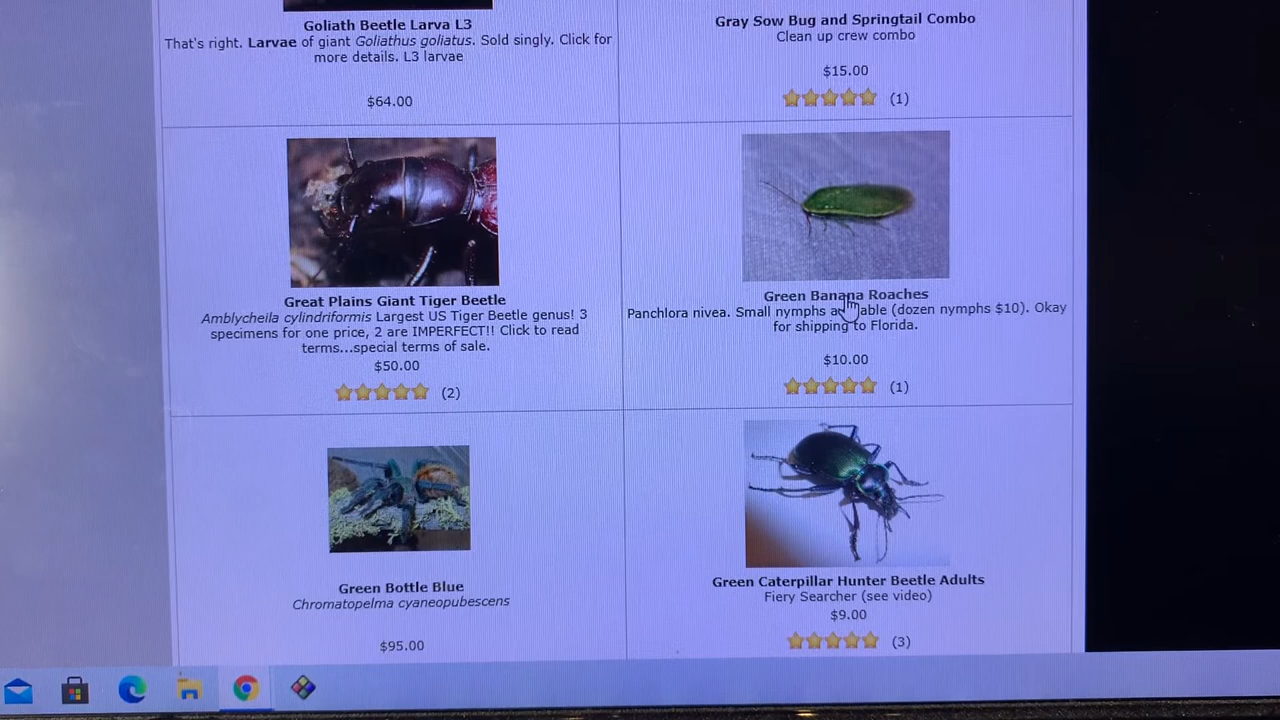 Goliath Beetle Larva L3
That's right. Larvae of giant Goliathus goliatus. Sold singly. Click for
more details. L3 larvae
$64.00
Gray Sow Bug and Springtail Combo
Clean up crew combo
$15.00
(1)
Great Plains Giant Tiger Beetle
Amblycheila cylindriformis Largest US Tiger Beetle genus! 3
specimens for one price, 2 are IMPERFECT!! Click to read
terms...special terms of sale.
$50.00
(2)
Green Banana Roaches
Panchlora nivea. Small nymphs available (dozen nymphs $10). Okay
for shipping to Florida.
$10.00
(1)
Green Bottle Blue
Chromatopelma cyaneopubescens
$95.00
Green Caterpillar Hunter Beetle Adults
Fiery Searcher (see video)
$9.00
(3)